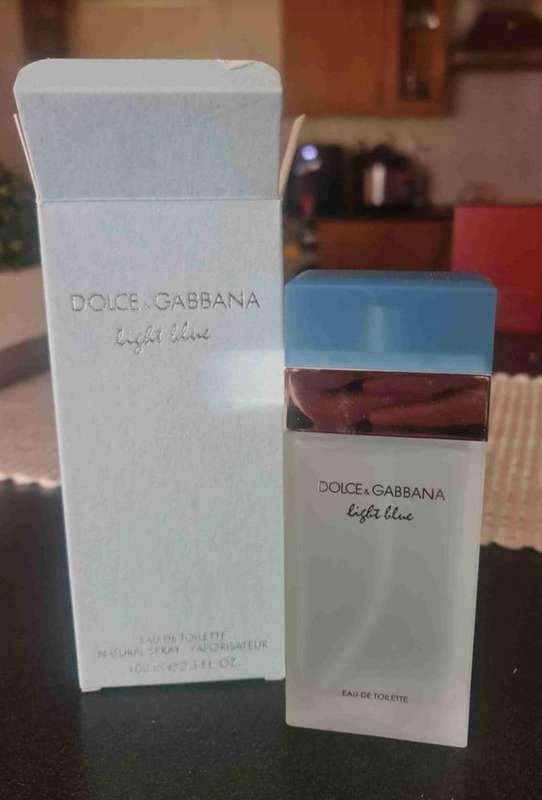 DOLCE & GABBANA
light blue
EAU DE TOILETTE
NATURAL SPRAY VAPORISATEUR
100 ml e 3.3 FL.OZ
DOLCE & GABBANA
light blue
EAU DE TOILETTE